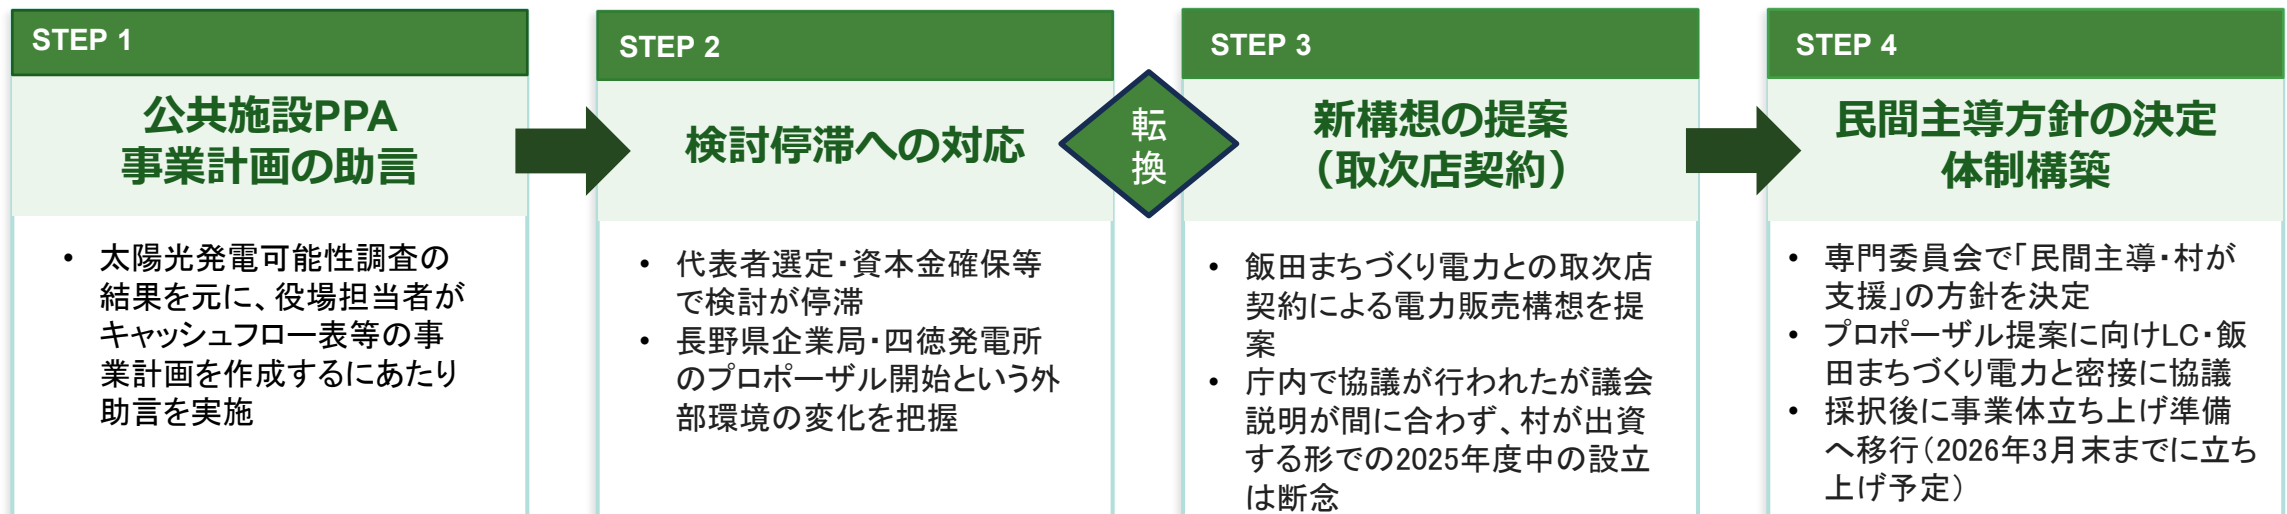 STEP 1
公共施設PPA
事業計画の助言
• 太陽光発電可能性調査の
結果を元に、役場担当者が
キャッシュフロー表等の事
業計画を作成するにあたり
助言を実施
STEP 2
検討停滞への対応
• 代表者選定・資本金確保等
で検討が停滞
• 長野県企業局・四徳発電所
のプロポーザル開始という外
部環境の変化を把握
転
換
STEP 3
新構想の提案
（取次店契約）
• 飯田まちづくり電力との取次店
契約による電力販売構想を提
案
• 庁内で協議が行われたが議会
説明が間に合わず、村が出資
する形での2025年度中の設立
は断念
STEP 4
民間主導方針の決定
体制構築
• 専門委員会で「民間主導・村が
支援」の方針を決定
• プロポーザル提案に向けLC・飯
田まちづくり電力と密接に協議
• 採択後に事業体立ち上げ準備
へ移行（2026年3月末までに立ち
上げ予定）